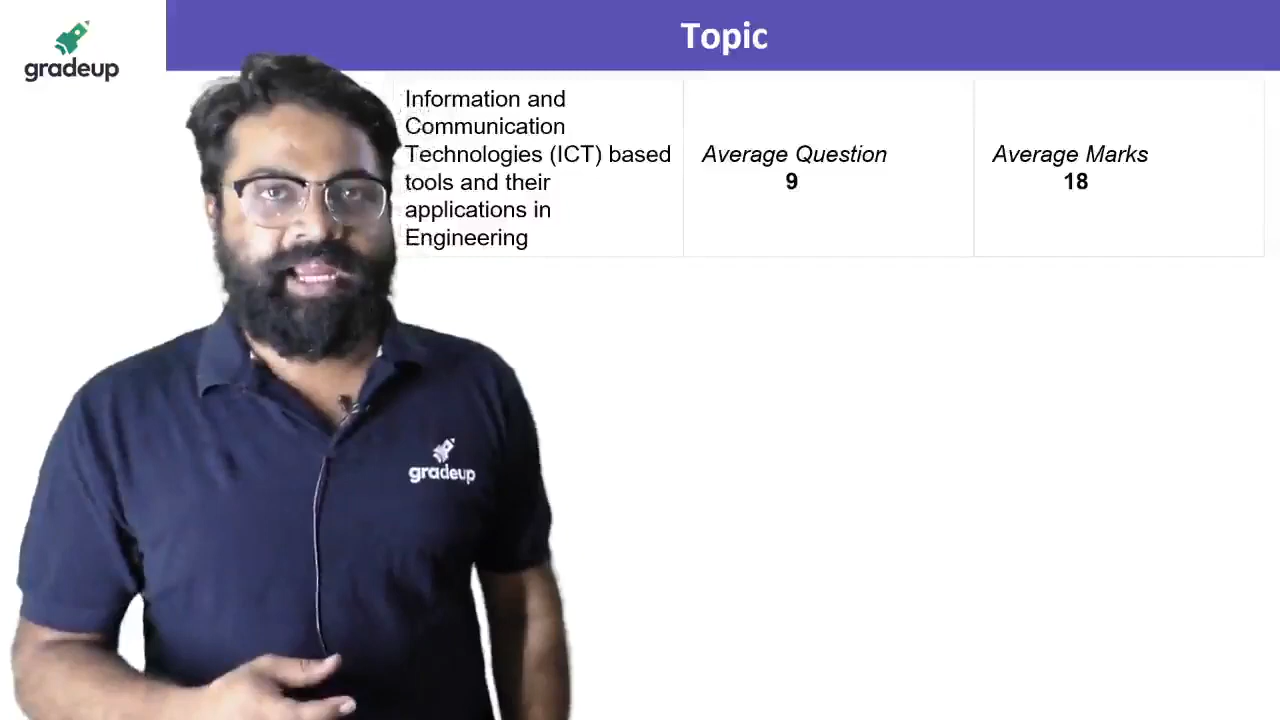 Topic
gradeup
Information and
Communication
Technologies (ICT) based
tools and their
applications in
Engineering
Average Question
9
Average Marks
18
gradeup